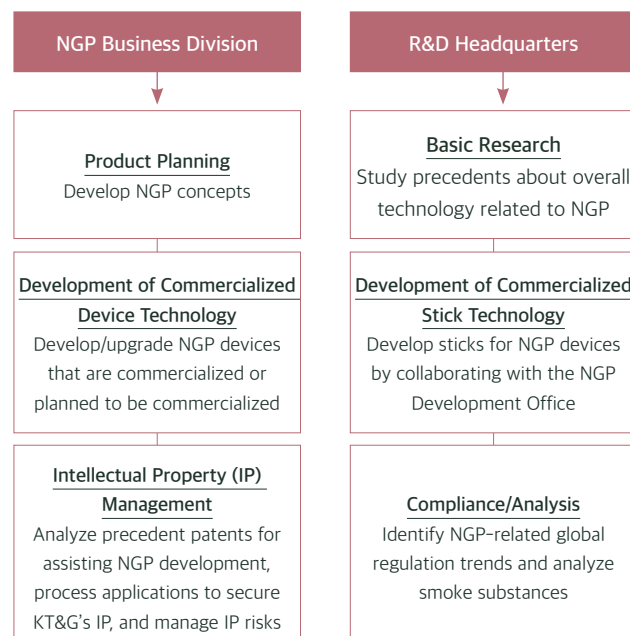 NGP Business Division
Product Planning
Develop NGP concepts
Development of Commercialized
Device Technology
Develop/upgrade NGP devices
that are commercialized or
planned to be commercialized
Intellectual Property (IP)
Management
Analyze precedent patents for
assisting NGP development,
process applications to secure
KT&G's IP, and manage IP risks
R&D Headquarters
Basic Research
Study precedents about overall
technology related to NGP
Development of Commercialized
Stick Technology
Develop sticks for NGP devices
by collaborating with the NGP
Development Office
Compliance/Analysis
Identify NGP-related global
regulation trends and analyze
smoke substances